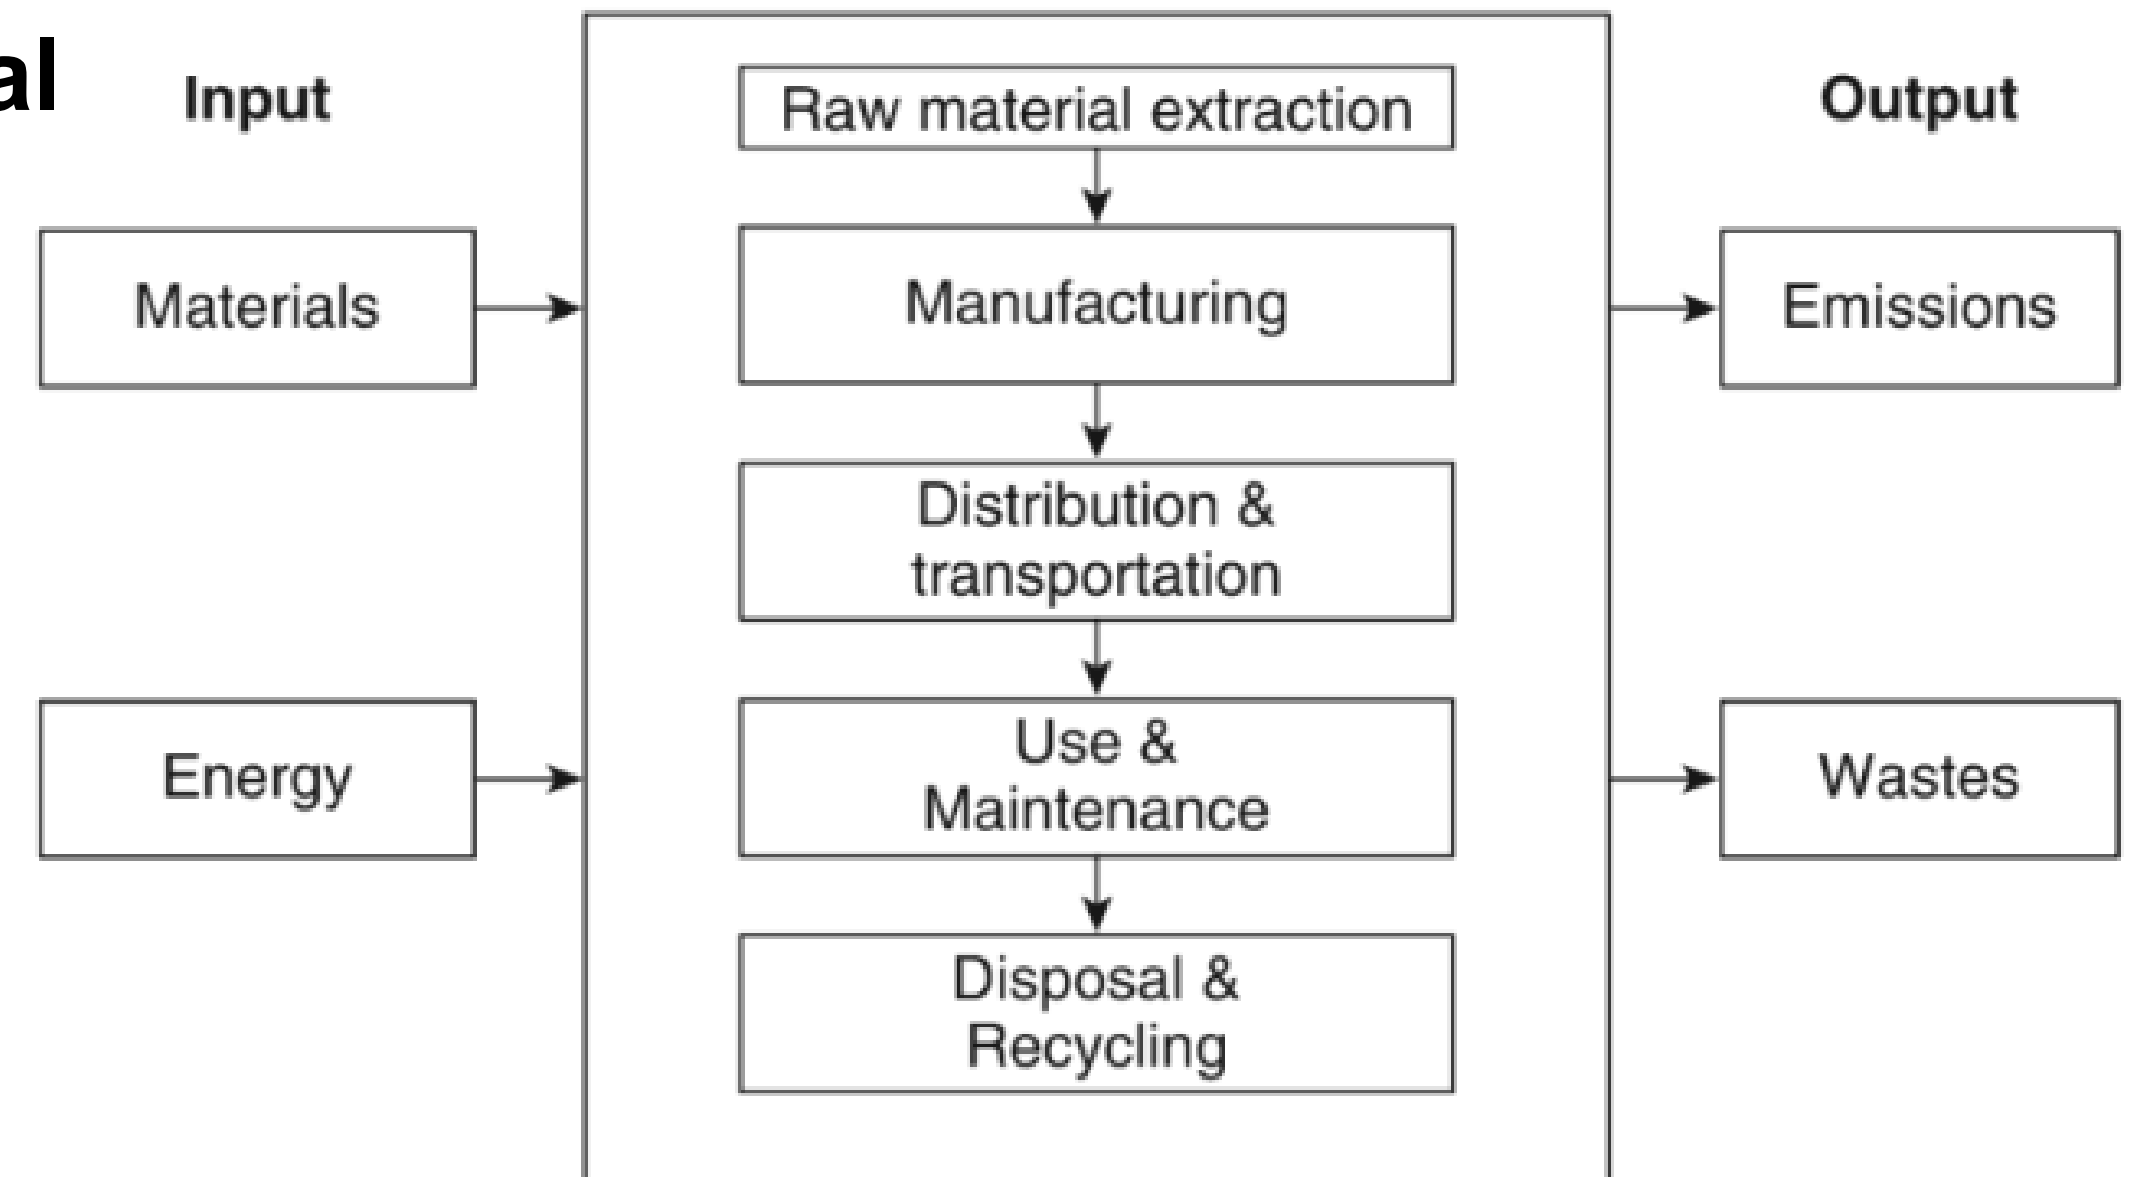 al
Input
Output
Raw material extraction
Materials
Manufacturing
Emissions
Distribution &
transportation
Energy
Use &
Maintenance
Wastes
Disposal &
Recycling